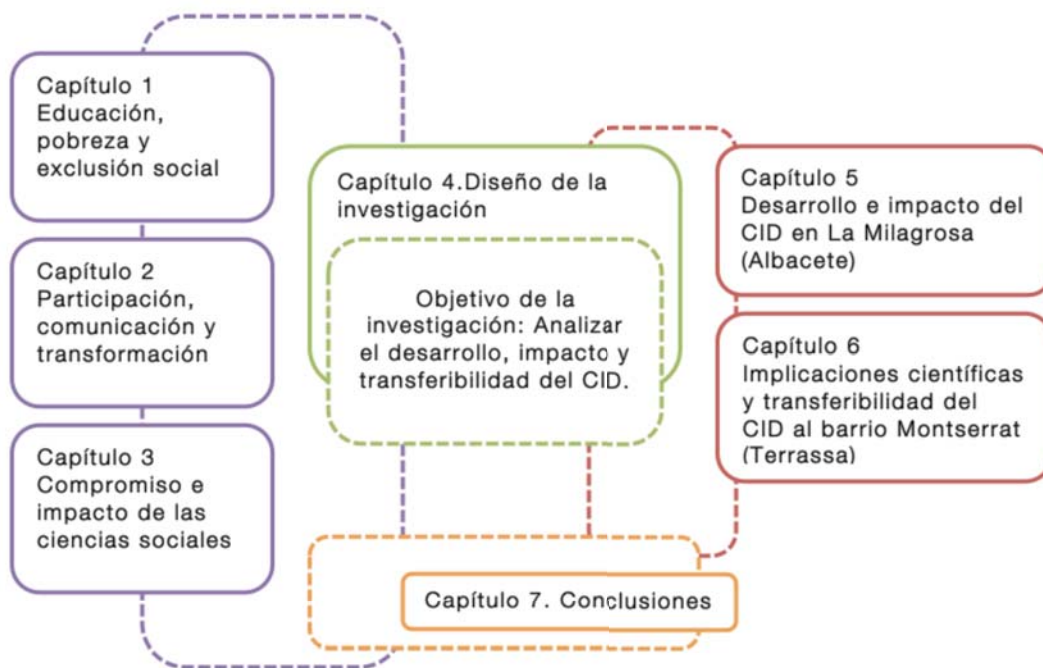 Capítulo 1
Educación,
pobreza y
exclusión social
Capítulo 2
Participación,
comunicación y
transformación
Capítulo 3
Compromiso e
impacto de las
ciencias sociales
Capítulo 4.Diseño de la
investigación
Objetivo de la
investigación: Analizar
el desarrollo, impacto y
transferibilidad del CID.
Capítulo 5
Desarrollo e impacto del
CID en La Milagrosa
(Albacete)
Capítulo 6
Implicaciones científicas
y transferibilidad del
CID al barrio Montserrat
(Terrassa)
Capítulo 7. Conclusiones